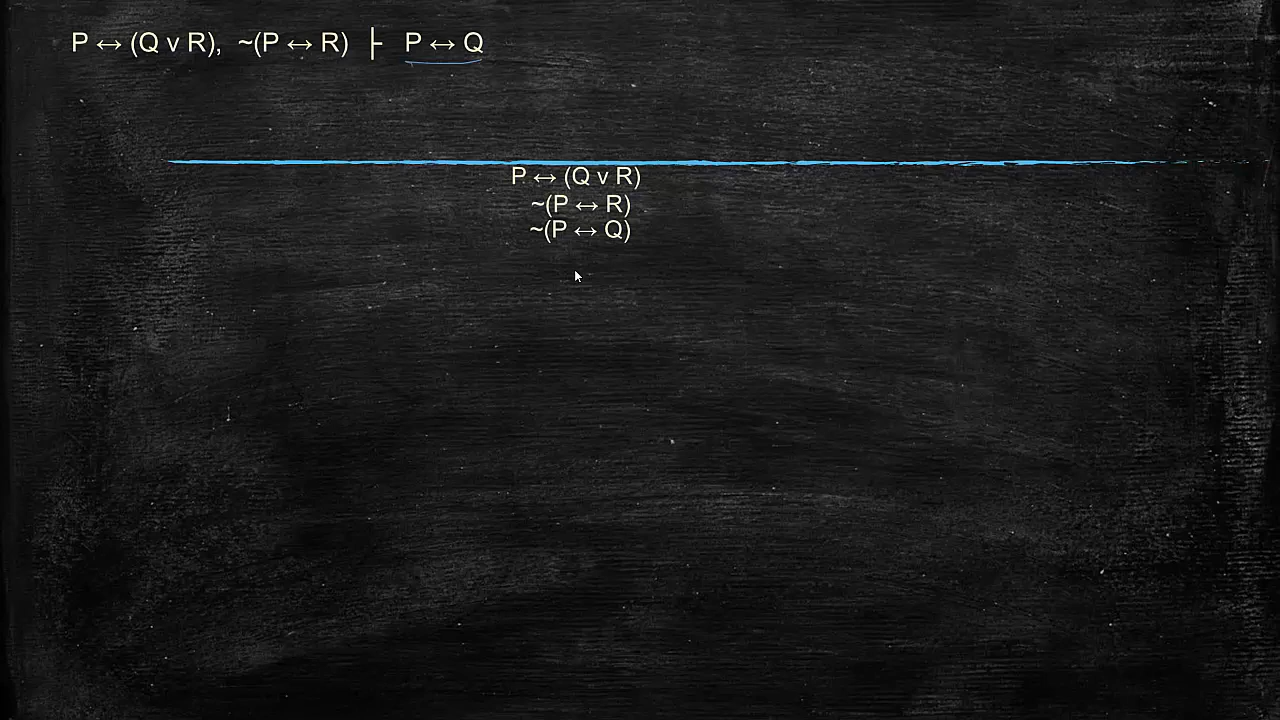 P ↔ (Q v R), ~(P ↔ R) ├ P ↔ Q
P ↔ (Q v R)
~(P ↔ R)
~(P ↔ Q)